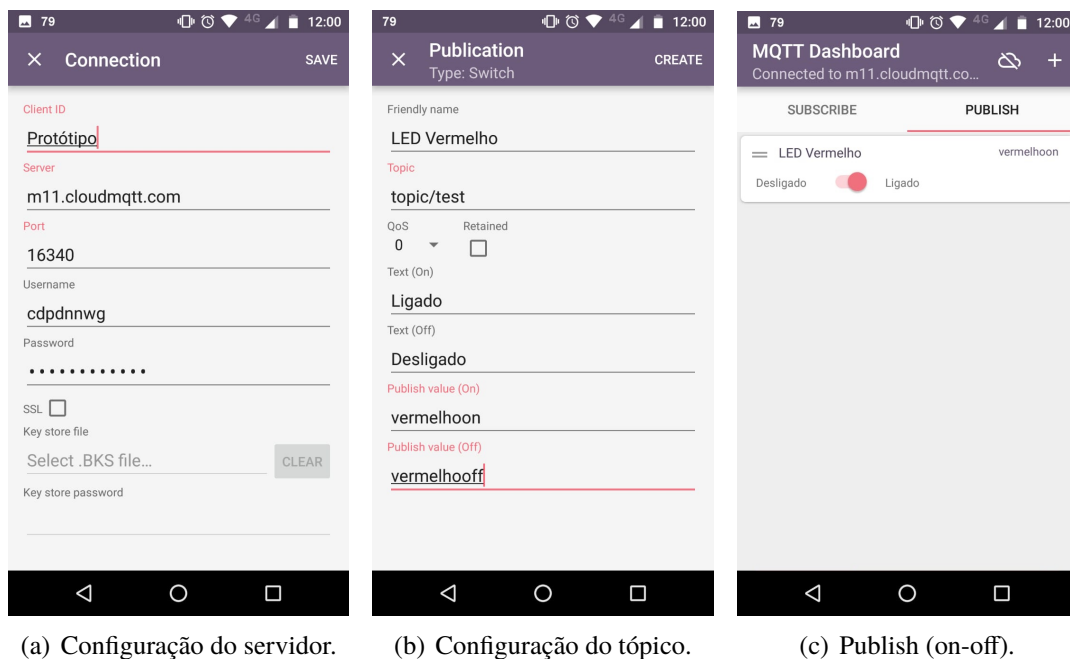 79
4G
12:00
Connection
SAVE
Client ID
Protótipo
Server
m11.cloudmqtt.com
Port
16340
Username
cdpdnnwg
Password
••••••••••••
SSL
Key store file
Select .BKS file...
CLEAR
Key store password
(a) Configuração do servidor.
79
4G
12:00
Publication
Type: Switch
CREATE
Friendly name
LED Vermelho
Topic
topic/test
QoS Retained
0
Text (On)
Ligado
Text (Off)
Desligado
Publish value (On)
vermelhoon
Publish value (Off)
vermelhooff
(b) Configuração do tópico.
79
4G
12:00
MQTT Dashboard
Connected to m11.cloudmqtt.co...
SUBSCRIBE PUBLISH
LED Vermelho vermelhoon
Desligado Ligado
(c) Publish (on-off).